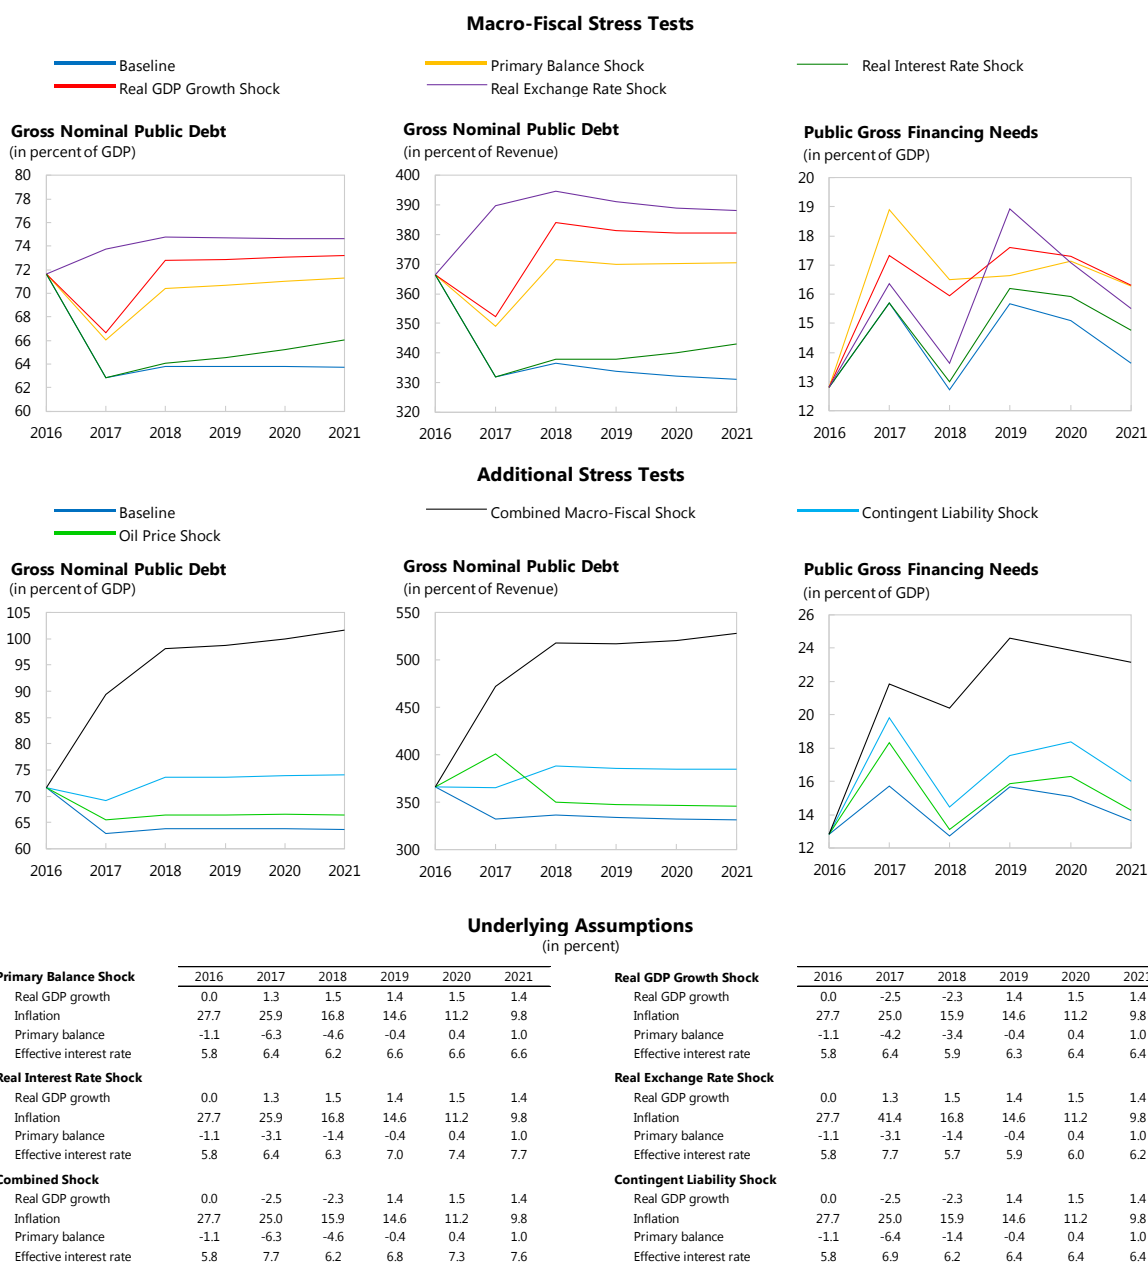 Macro-Fiscal Stress Tests
Baseline
Primary Balance Shock
Real Interest Rate Shock
Real GDP Growth Shock
Real Exchange Rate Shock
Gross Nominal Public Debt
(in percent of GDP)
80
78
76
74
72
70
68
66
64
62
60
2016 2017 2018 2019 2020 2021
Gross Nominal Public Debt
(in percent of Revenue)
400
390
380
370
360
350
340
330
320
2016 2017 2018 2019 2020 2021
Public Gross Financing Needs
(in percent of GDP)
20
19
18
17
16
15
14
13
12
2016 2017 2018 2019 2020 2021
Additional Stress Tests
Baseline
Combined Macro-Fiscal Shock
Contingent Liability Shock
Oil Price Shock
Gross Nominal Public Debt
(in percent of GDP)
105
100
95
90
85
80
75
70
65
60
2016 2017 2018 2019 2020 2021
Gross Nominal Public Debt
(in percent of Revenue)
550
500
450
400
350
300
2016 2017 2018 2019 2020 2021
Public Gross Financing Needs
(in percent of GDP)
26
24
22
20
18
16
14
12
2016 2017 2018 2019 2020 2021
Underlying Assumptions
(in percent)
Primary Balance Shock 2016 2017 2018 2019 2020 2021
Real GDP growth 0.0 1.3 1.5 1.4 1.5 1.4
Inflation 27.7 25.9 16.8 14.6 11.2 9.8
Primary balance -1.1 -6.3 -4.6 -0.4 0.4 1.0
Effective interest rate 5.8 6.4 6.2 6.6 6.6 6.6
Real Interest Rate Shock
Real GDP growth 0.0 1.3 1.5 1.4 1.5 1.4
Inflation 27.7 25.9 16.8 14.6 11.2 9.8
Primary balance -1.1 -3.1 -1.4 -0.4 0.4 1.0
Effective interest rate 5.8 6.4 6.3 7.0 7.4 7.7
Combined Shock
Real GDP growth 0.0 -2.5 -2.3 1.4 1.5 1.4
Inflation 27.7 25.0 15.9 14.6 11.2 9.8
Primary balance -1.1 -6.3 -4.6 -0.4 0.4 1.0
Effective interest rate 5.8 7.7 6.2 6.8 7.3 7.6
Real GDP Growth Shock 2016 2017 2018 2019 2020 2021
Real GDP growth 0.0 -2.5 -2.3 1.4 1.5 1.4
Inflation 27.7 25.0 15.9 14.6 11.2 9.8
Primary balance -1.1 -4.2 -3.4 -0.4 0.4 1.0
Effective interest rate 5.8 6.4 5.9 6.3 6.4 6.4
Real Exchange Rate Shock
Real GDP growth 0.0 1.3 1.5 1.4 1.5 1.4
Inflation 27.7 41.4 16.8 14.6 11.2 9.8
Primary balance -1.1 -3.1 -1.4 -0.4 0.4 1.0
Effective interest rate 5.8 7.7 5.7 5.9 6.0 6.2
Contingent Liability Shock
Real GDP growth 0.0 -2.5 -2.3 1.4 1.5 1.4
Inflation 27.7 25.0 15.9 14.6 11.2 9.8
Primary balance -1.1 -6.4 -1.4 -0.4 0.4 1.0
Effective interest rate 5.8 6.9 6.2 6.4 6.4 6.4